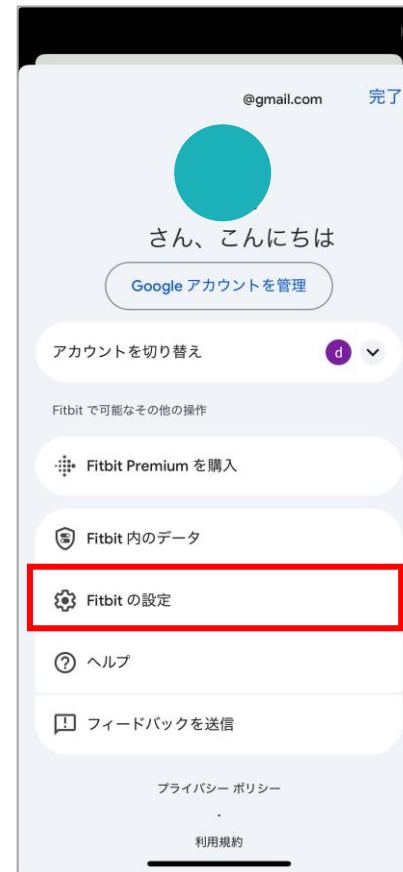 @gmail.com 完了
さん、こんにちは
Google アカウントを管理
アカウントを切り替え d
Fitbit で可能なその他の操作
Fitbit Premium を購入
Fitbit 内のデータ
Fitbit の設定
ヘルプ
フィードバックを送信
プライバシー ポリシー
・
利用規約